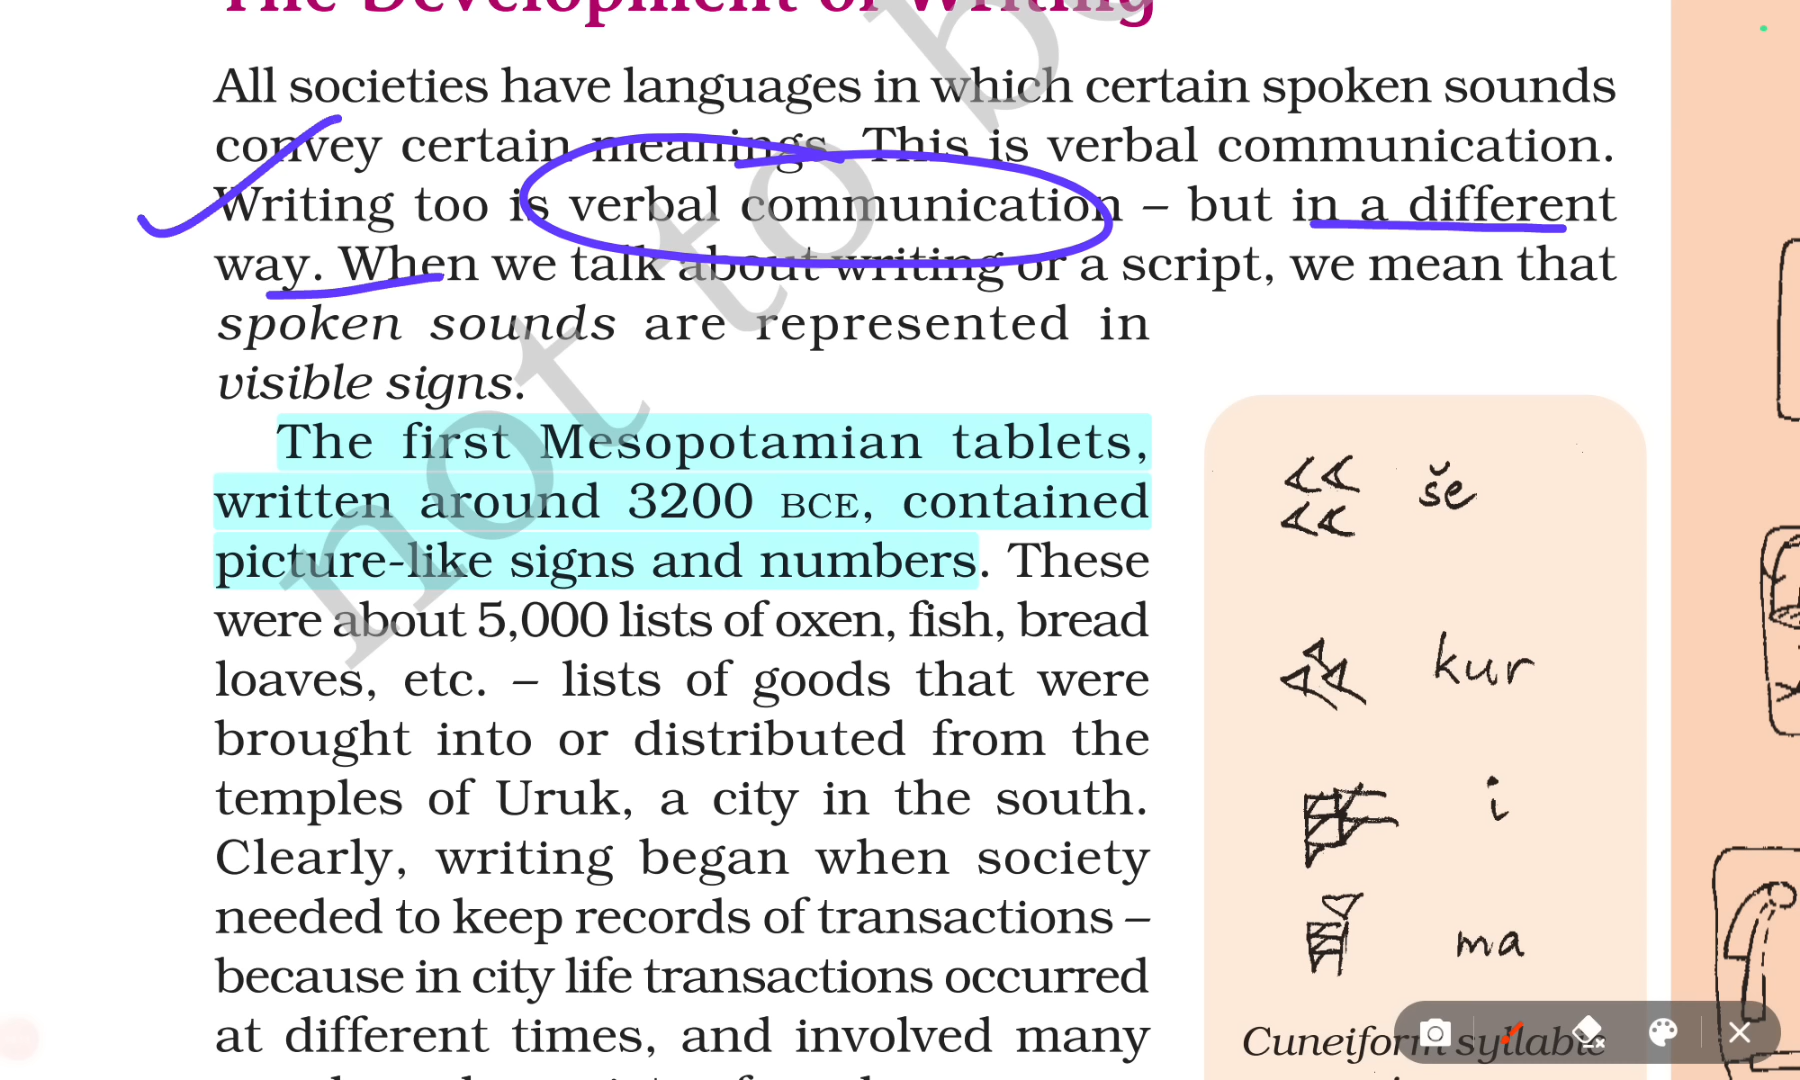 The Development of Writing
All societies have languages in which certain spoken sounds
convey certain meanings. This is verbal communication.
Writing too is verbal communication – but in a different
way. When we talk about writing or a script, we mean that
spoken sounds are represented in
visible signs.
The first Mesopotamian tablets,
written around 3200 BCE, contained
picture-like signs and numbers. These
were about 5,000 lists of oxen, fish, bread
loaves, etc. – lists of goods that were
brought into or distributed from the
temples of Uruk, a city in the south.
Clearly, writing began when society
needed to keep records of transactions –
because in city life transactions occurred
at different times, and involved many
še
kur
i
ma
Cuneiform syllabic
not to b